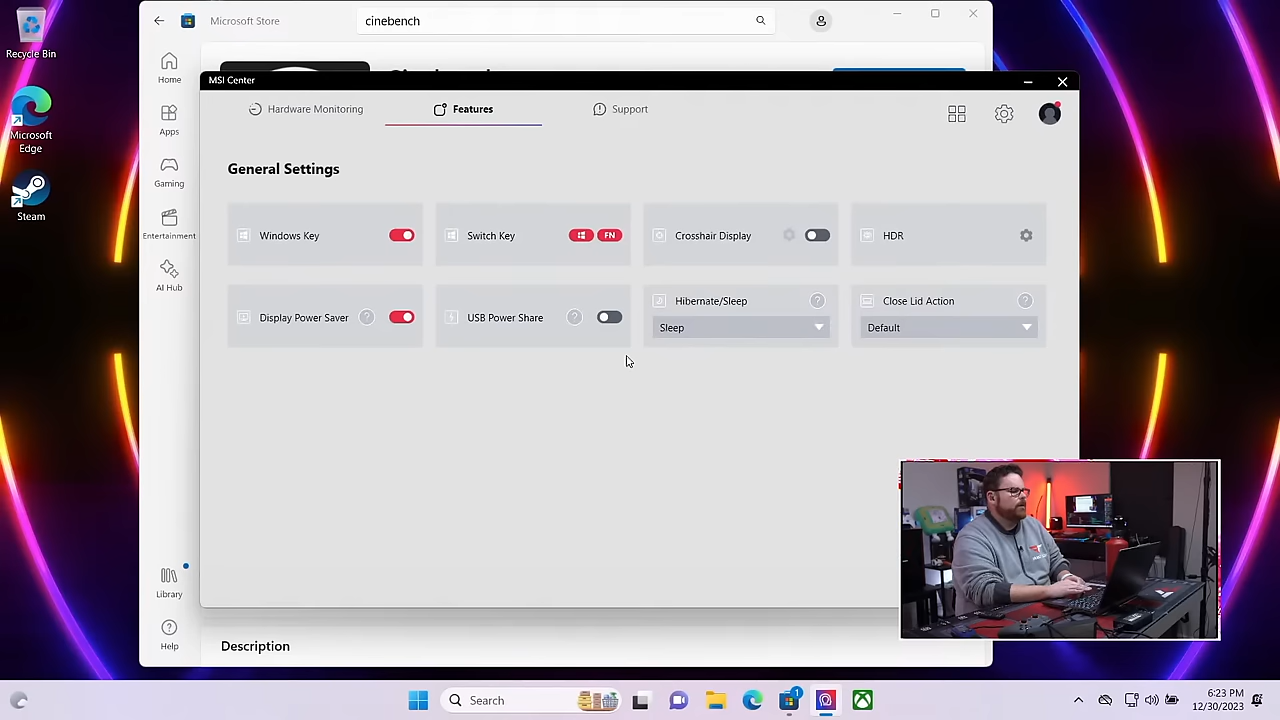 Recycle Bin
Microsoft
Edge
Steam
Microsoft Store
cinebench
Home
Apps
Gaming
Entertainment
AI Hub
Library
Help
MSI Center
Hardware Monitoring
Features
Support
General Settings
Windows Key
Switch Key
FN
Crosshair Display
HDR
Display Power Saver
?
USB Power Share
?
Hibernate/Sleep
?
Sleep
Close Lid Action
?
Default
Description
Search
1
6:23 PM
12/30/2023